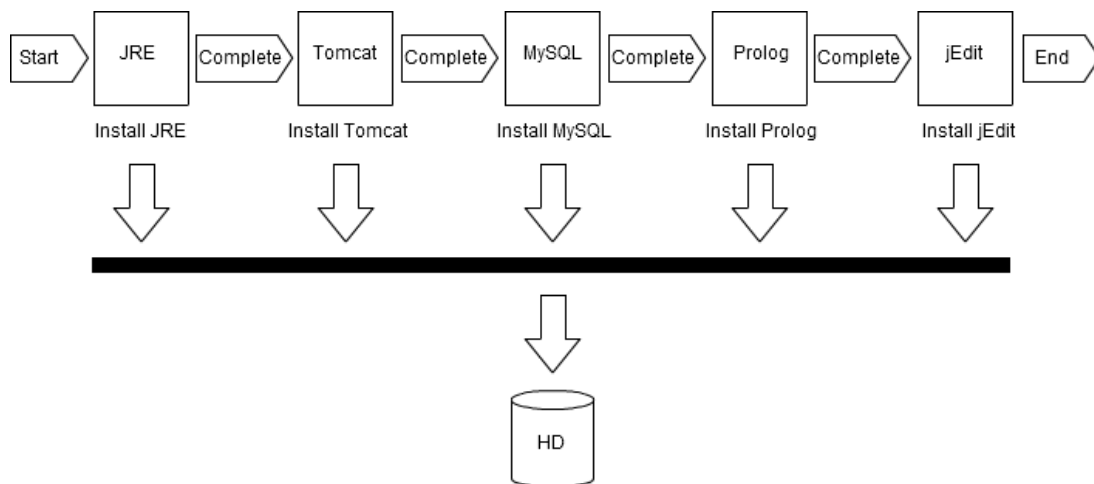 Start
JRE
Complete
Tomcat
Complete
MySQL
Complete
Prolog
Complete
jEdit
End
Install JRE
Install Tomcat
Install MySQL
Install Prolog
Install jEdit
HD